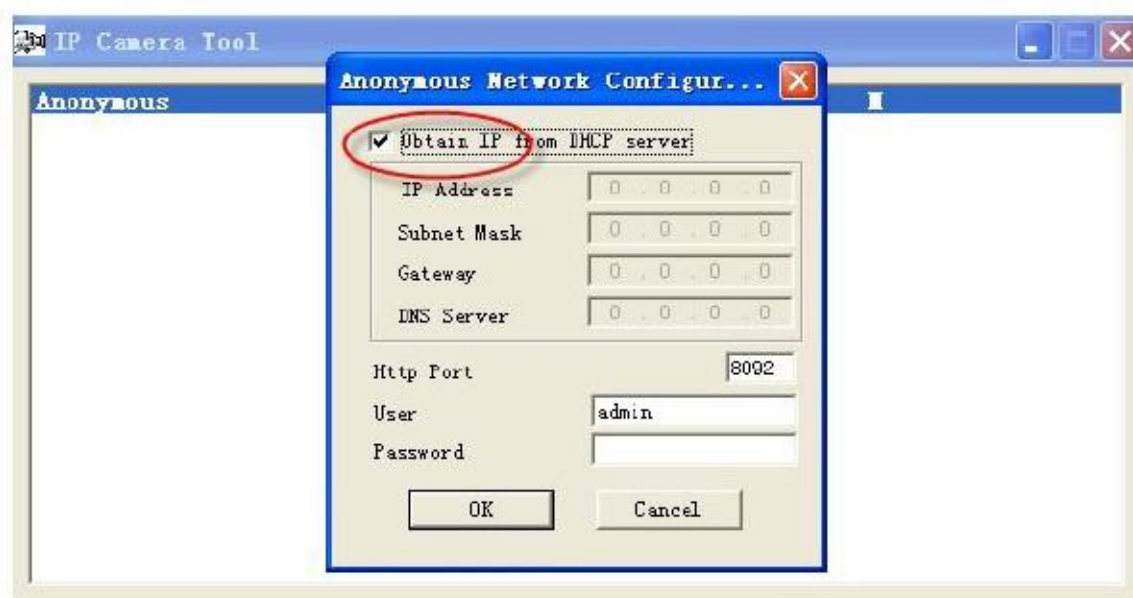 IP Camera Tool
Anonymous Network Configur...
Anonymous
Obtain IP from DHCP server
IP Address 0 . 0 . 0 . 0
Subnet Mask 0 . 0 . 0 . 0
Gateway 0 . 0 . 0 . 0
DNS Server 0 . 0 . 0 . 0
Http Port 8092
User admin
Password
OK Cancel